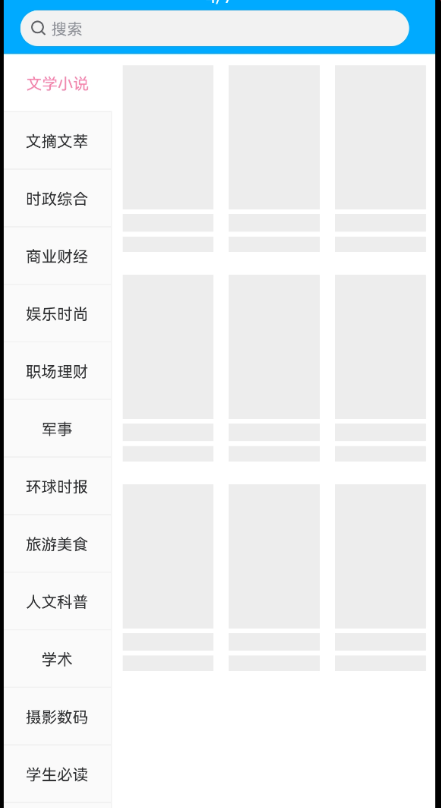 搜索
文学小说
文摘文萃
时政综合
商业财经
娱乐时尚
职场理财
军事
环球时报
旅游美食
人文科普
学术
摄影数码
学生必读